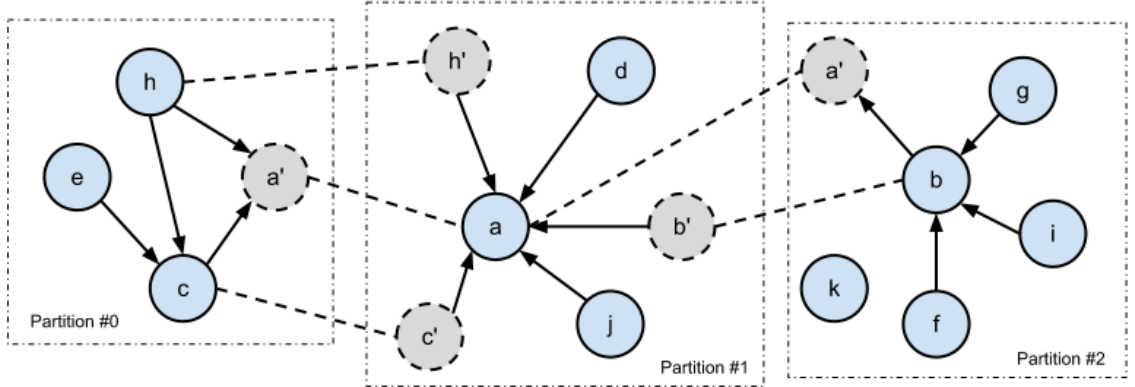 h
e
a'
c
Partition #0
h'
d
a
b'
c'
j
Partition #1
a'
g
b
i
k
f
Partition #2